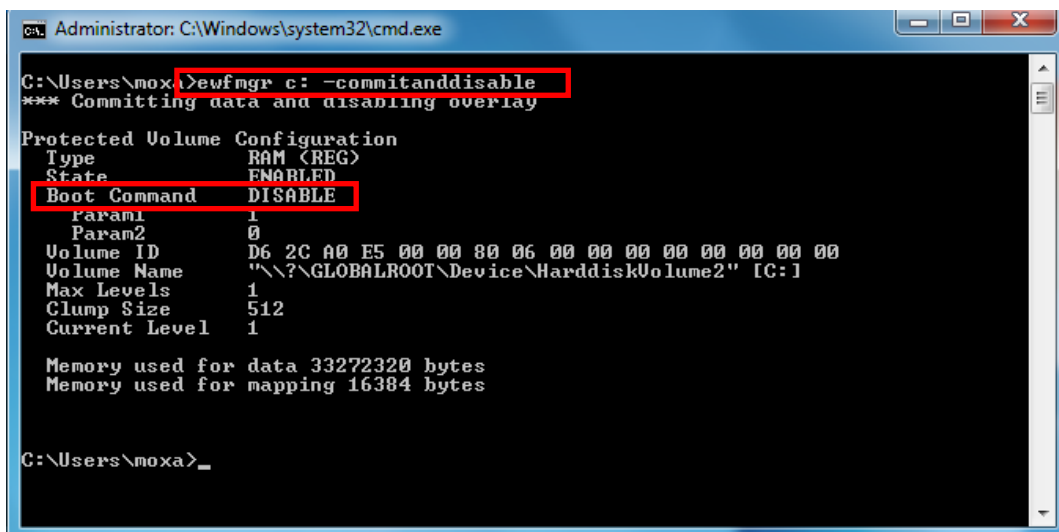 Administrator: C:\Windows\system32\cmd.exe
C:\Users\moxa>ewfmgr c: -commitanddisable
*** Committing data and disabling overlay
Protected Volume Configuration
Type RAM (REG)
State ENABLED
Boot Command DISABLE
Param1 1
Param2 0
Volume ID D6 2C A0 E5 00 00 80 06 00 00 00 00 00 00 00 00
Volume Name "\\?\GLOBALROOT\Device\HarddiskVolume2" [C:]
Max Levels 1
Clump Size 512
Current Level 1
Memory used for data 33272320 bytes
Memory used for mapping 16384 bytes
C:\Users\moxa>_